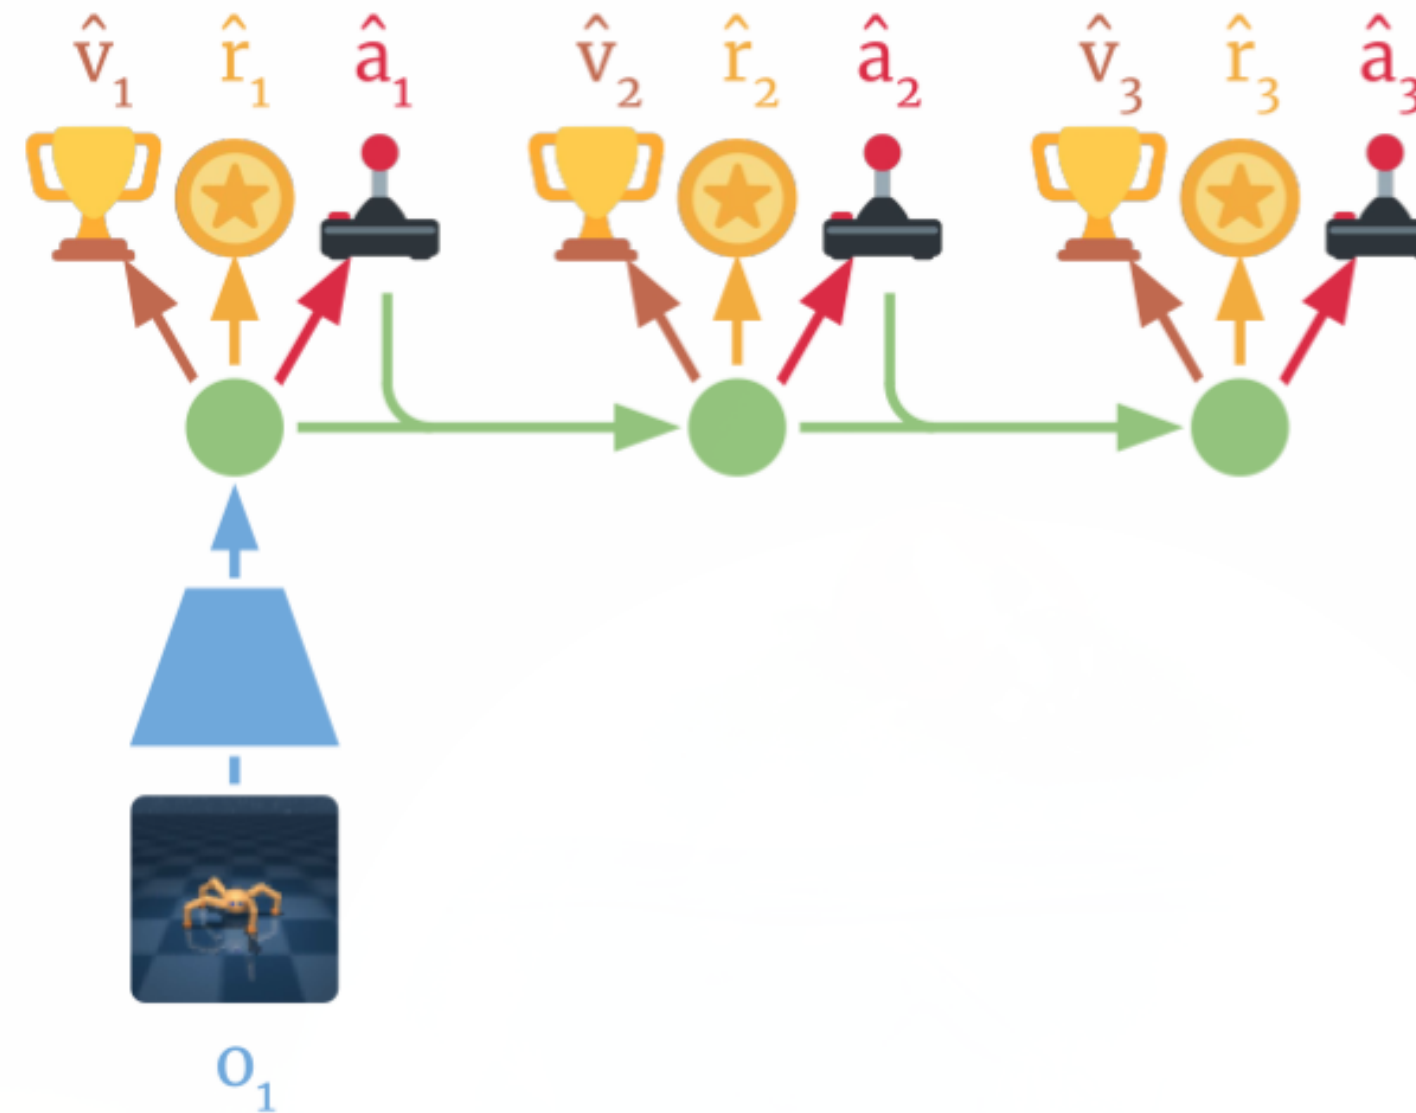 v̂₁ r̂₁ â₁ v̂₂ r̂₂ â₂ v̂₃ r̂₃ â₃
o₁